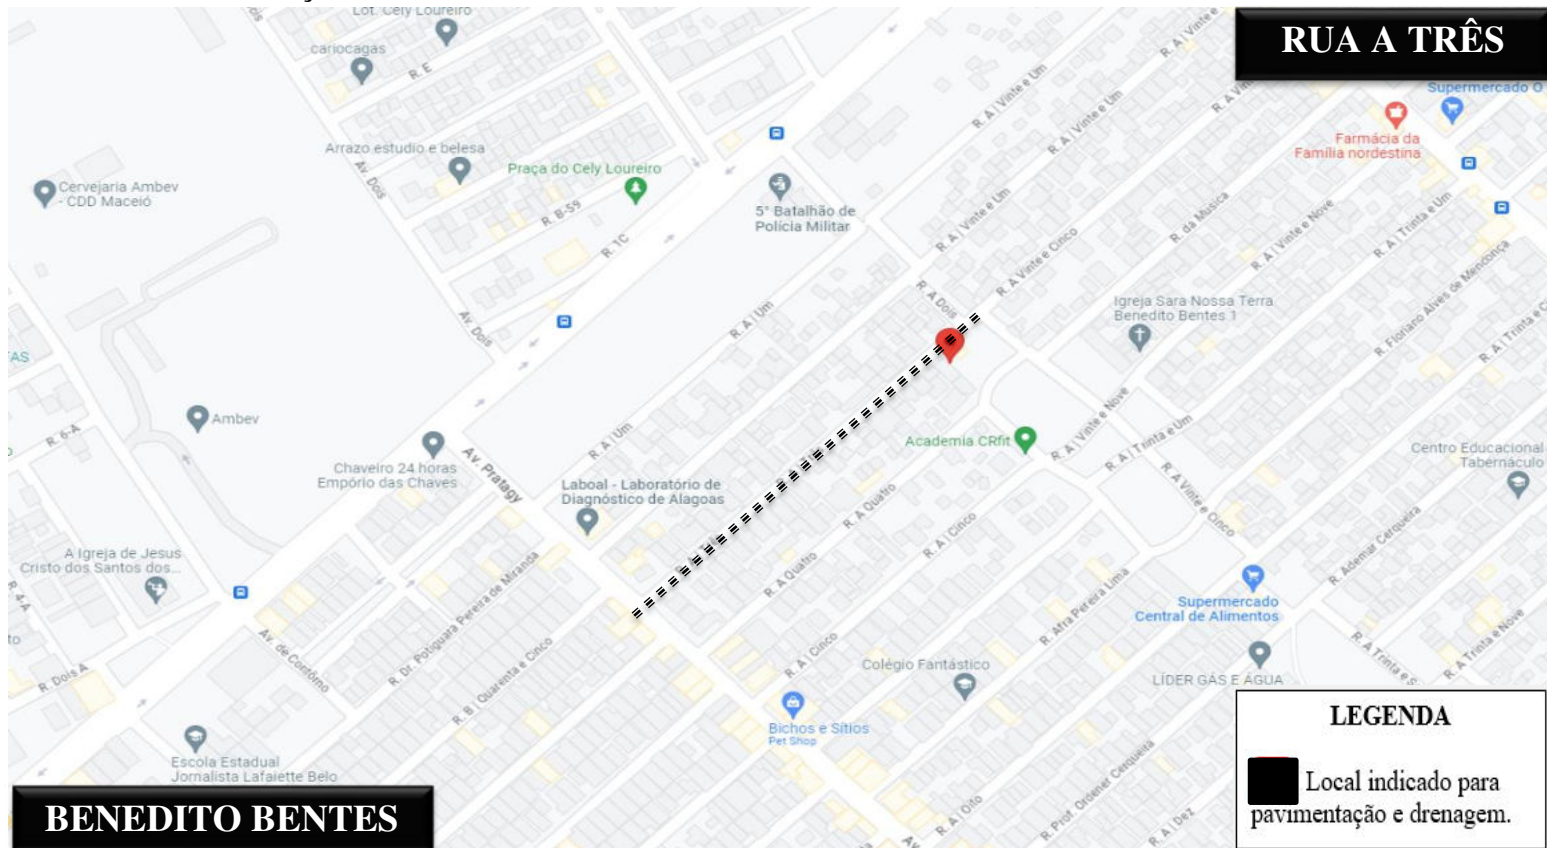 Lot. Cely Loureiro
RUA A TRÊS
cariocagas
R. E
R. A I Vinte e Um
R. A I Vinte e Um
Supermercado O
Farmácia da
Família nordestina
Arrazo estudio e belesa
Av. Dois
Praça do Cely Loureiro
Cervejaria Ambev
- CDD Maceió
R. B-59
R. 1C
5° Batalhão de
Polícia Militar
R. A I Vinte e Um
R. da Música
R. A I Vinte e Nove
R. A I Trinta e Um
R. A Vinte e Cinco
R. A Dois
Igreja Sara Nossa Terra
Benedito Bentes 1
R. Floriano Alves de Mendonça
Av. Dois
R. A I Um
AS
R. 6-A
Ambev
R. A I Um
Academia CRfit
R. A I Vinte e Nove
R. A I Trinta e Um
Centro Educacional
Tabernáculo
Chaveiro 24 horas
Empório das Chaves
Av. Pratagy
Laboal - Laboratório de
Diagnóstico de Alagoas
R. A Quatro
R. A Vinte e Cinco
R. A I Cinco
R. Ademar Cerqueira
A Igreja de Jesus
Cristo dos Santos dos...
R. 4-A
R. Dr. Potiguara Pereira de Miranda
R. A Quatro
R. Afra Pereira Lima
Supermercado
Central de Alimentos
Av. de Contorno
R. B. Quarenta e Cinco
R. A I Cinco
Colégio Fantástico
R. A Trinta e S
R. A Trinta e Nove
R. Dois A
LÍDER GÁS E ÁGUA
Bichos e Sítios
Pet Shop
Escola Estadual
Jornalista Lafaiette Belo
R. A I Oito
R. Prof. Ordener Cerqueira
R. A I Dez
Av
LEGENDA
Local indicado para
pavimentação e drenagem.
BENEDITO BENTES